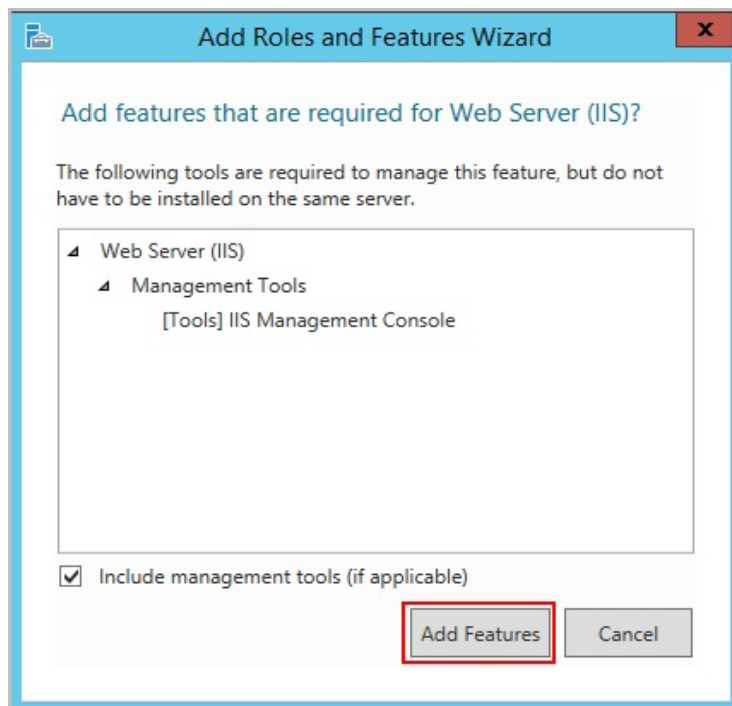 Add Roles and Features Wizard
x
Add features that are required for Web Server (IIS)?
The following tools are required to manage this feature, but do not
have to be installed on the same server.
Web Server (IIS)
Management Tools
[Tools] IIS Management Console
Include management tools (if applicable)
Add Features
Cancel